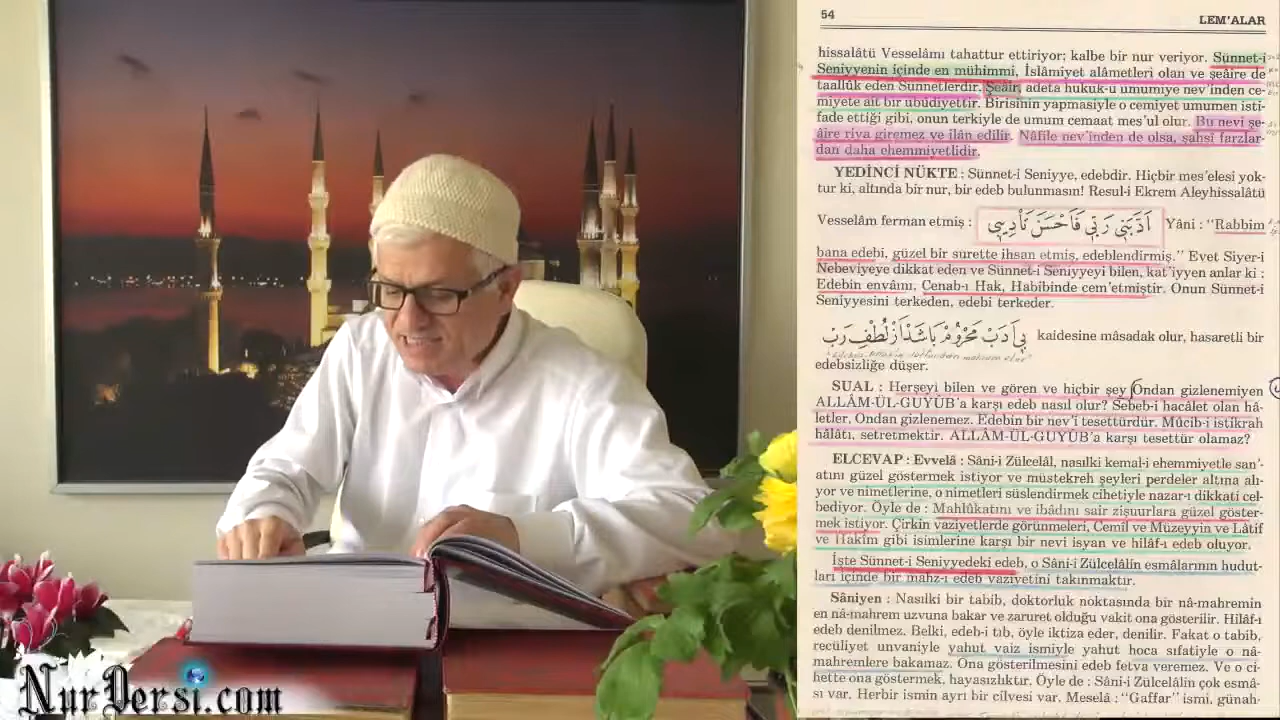 54
LEM'ALAR
hissalâtü Vesselâmı tahattur ettiriyor; kalbe bir nur veriyor. Sünnet-i
Seniyyenin içinde en mühimmi, İslâmiyet alâmetleri olan ve şeâire de
taallûk eden Sünnetlerdir. Şeâir, adeta hukuk-u umumiye nev'inden ce-
miyete ait bir ubûdiyettir. Birisinin yapmasiyle o cemiyet umumen isti-
fade ettiği gibi, onun terkiyle de umum cemaat mes'ul olur. Bu nevi şe-
âire riya giremez ve ilân edilir. Nâfile nev'inden de olsa, şahsî farzlar-
dan daha ehemmiyetlidir.
YEDİNCİ NÜKTE : Sünnet-i Seniyye, edebdir. Hiçbir mes'elesi yok-
tur ki, altında bir nur, bir edeb bulunmasın! Resul-i Ekrem Aleyhissalâtü
Vesselâm ferman etmiş : اَدَّبَنِي رَبِّي فَاَحْسَنَ تَاْدِيبِي Yâni : "Rabbim
bana edebi, güzel bir surette ihsan etmiş, edeblendirmiş." Evet Siyer-i
Nebeviyeye dikkat eden ve Sünnet-i Seniyyeyi bilen, kat'iyyen anlar ki :
Edebin envâını, Cenab-ı Hak, Habibinde cem'etmiştir. Onun Sünnet-i
Seniyyesini terkeden, edebi terkeder.
بِى اَدَبْ مَحْرُومْ بَاشَدْ اَزْ لُطْفِ رَبْ kaidesine mâsadak olur, hasaretli bir
edebsizliğe düşer.
SUAL : Herşeyi bilen ve gören ve hiçbir şey Ondan gizlenemiyen
ALLÂM-ÜL-GUYÛB'a karşı edeb nasıl olur? Sebeb-i hacâlet olan hâ-
letler, Ondan gizlenemez. Edebin bir nev'i tesettürdür. Mûcib-i istikrah
hâlâtı, setretmektir. ALLÂM-ÜL-GUYÛB'a karşı tesettür olamaz?
ELCEVAP : Evvelâ : Sâni-i Zülcelâl, nasılki kemal-i ehemmiyetle san'-
atını güzel göstermek istiyor ve müstekreh şeyleri perdeler altına alı-
yor ve nimetlerine, o nimetleri süslendirmek cihetiyle nazar-ı dikkati cel-
bediyor. Öyle de : Mahlûkatını ve ibâdını sair zişuurlara güzel göster-
mek istiyor. Çirkin vaziyetlerde görünmeleri, Cemîl ve Müzeyyin ve Lâtif
ve Hakîm gibi isimlerine karşı bir nevi isyan ve hilâf-ı edeb oluyor.
İşte Sünnet-i Seniyyedeki edeb, o Sâni-i Zülcelâlin esmâlarının hudut-
ları içinde bir mahz-ı edeb vaziyetini takınmaktır.
Sâniyen : Nasılki bir tabib, doktorluk noktasında bir nâ-mahremin
en nâ-mahrem uzvuna bakar ve zaruret olduğu vakit ona gösterilir. Hilâf-ı
edeb denilmez. Belki, edeb-i tıb, öyle iktiza eder, denilir. Fakat o tabib,
recüliyet unvaniyle yahut vaiz ismiyle yahut hoca sıfatiyle o nâ-
mahremlere bakamaz. Ona gösterilmesini edeb fetva veremez. Ve o ci-
hette ona göstermek, hayasızlıktır. Öyle de : Sâni-i Zülcelâlin çok esmâ-
sı var. Herbir ismin ayrı bir cilvesi var. Meselâ : "Gaffar" ismi, günah-
NurDersi.com